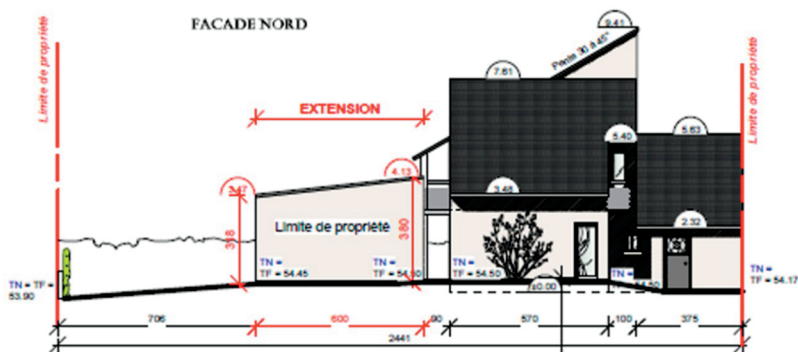 FACADE NORD
Limite de propriété
Limite de propriété
9.41
Pente 30 à 45°
7.61
EXTENSION
5.40
5.63
4.13
3.47
3.48
318
Limite de propriété
380
2.32
TN = TF =
53.90
TN =
TF = 54.45
TN =
TF = 54.50
TN =
TF = 54.50
±0.00
TN =
TN =
TF = 54.17
706
600
90
570
100
375
2441